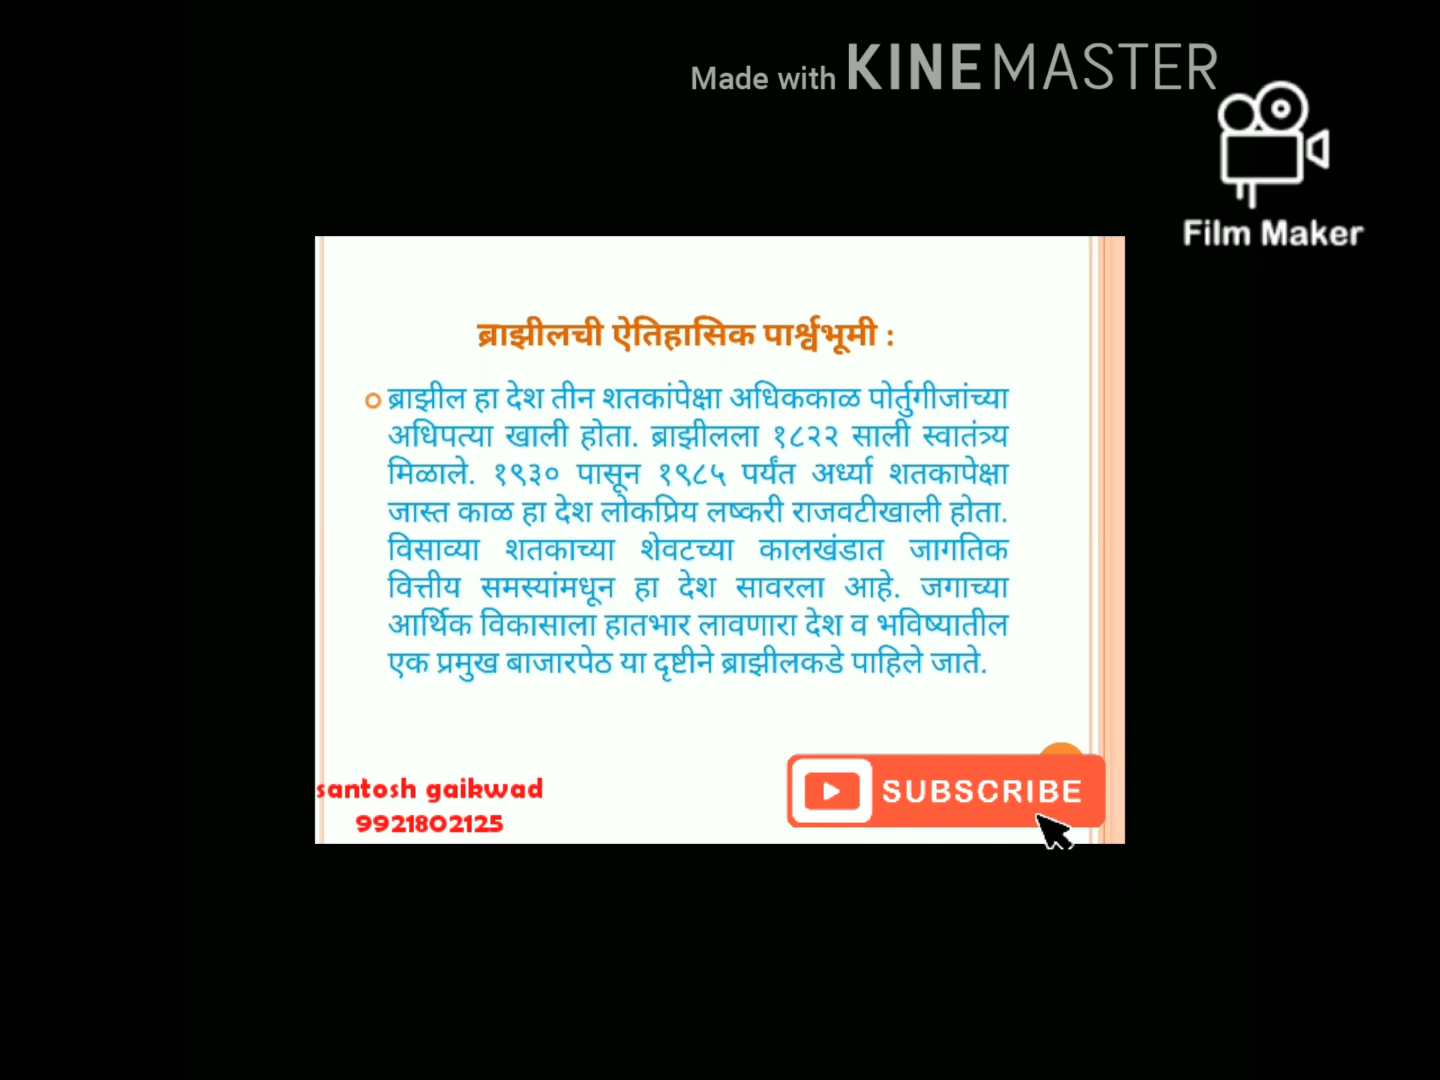 Made with KINEMASTER
Film Maker
ब्राझीलची ऐतिहासिक पार्श्वभूमी :
ब्राझील हा देश तीन शतकांपेक्षा अधिककाळ पोर्तुगीजांच्या
अधिपत्या खाली होता. ब्राझीलला १८२२ साली स्वातंत्र्य
मिळाले. १९३० पासून १९८५ पर्यंत अर्ध्या शतकापेक्षा
जास्त काळ हा देश लोकप्रिय लष्करी राजवटीखाली होता.
विसाव्या शतकाच्या शेवटच्या कालखंडात जागतिक
वित्तीय समस्यांमधून हा देश सावरला आहे. जगाच्या
आर्थिक विकासाला हातभार लावणारा देश व भविष्यातील
एक प्रमुख बाजारपेठ या दृष्टीने ब्राझीलकडे पाहिले जाते.
santosh gaikwad
9921802125
SUBSCRIBE